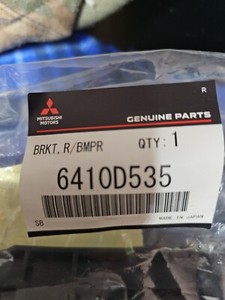 R
MITSUBISHI
MOTORS
GENUINE PARTS
BRKT,R/BMPR QTY: 1
6410D535
MADE IN JAPAN